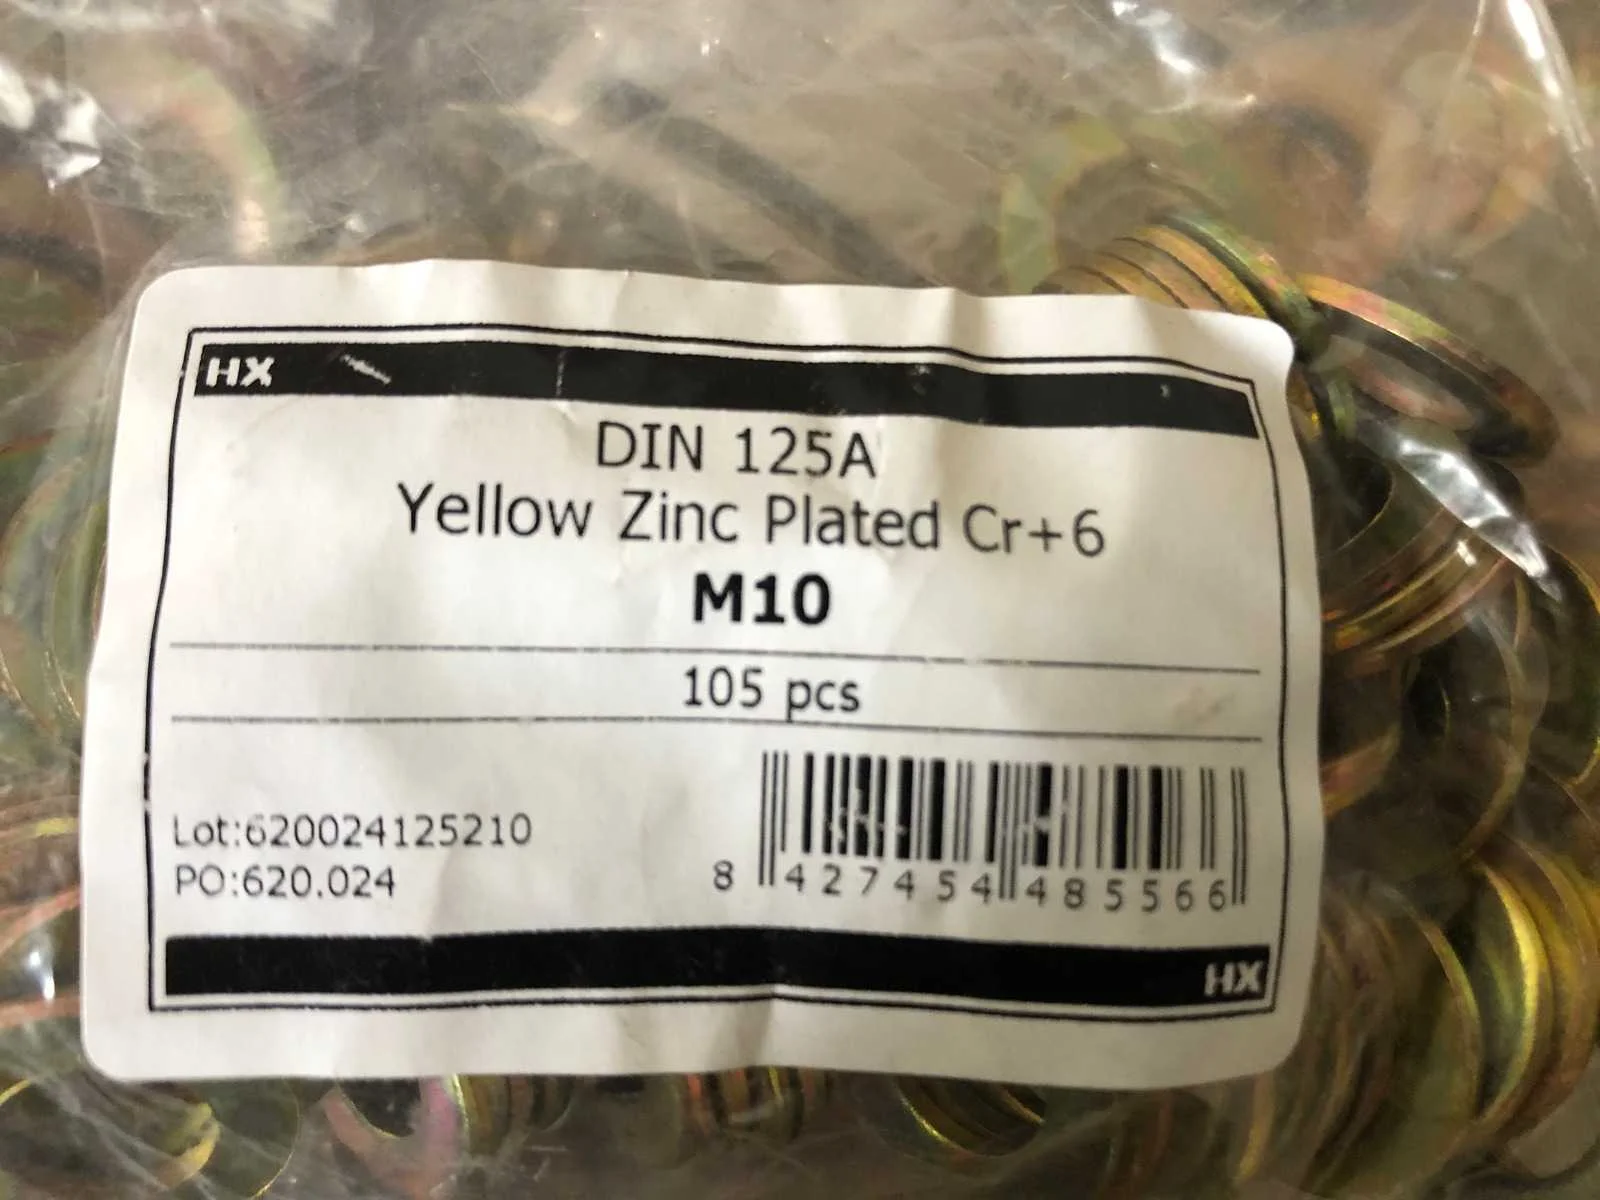 HX
DIN 125A
Yellow Zinc Plated Cr+6
M10
105 pcs
Lot:620024125210
PO:620.024
8 427454 485566
HX